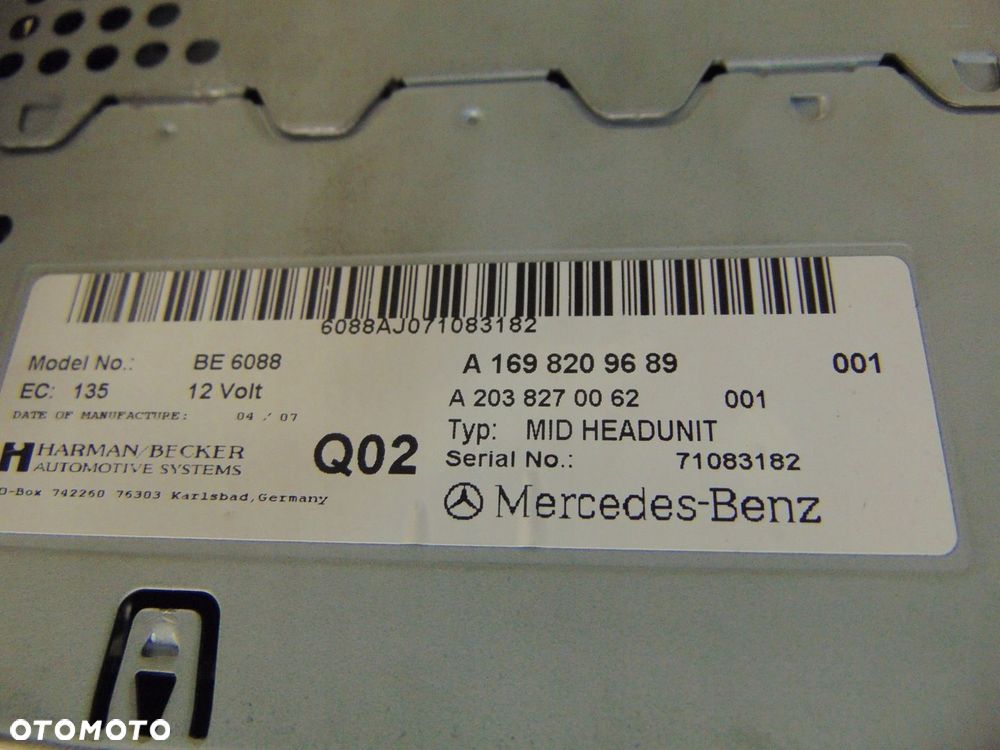 6088AJ071083182
Model No.: BE 6088
A 169 820 96 89 001
EC: 135 12 Volt
A 203 827 00 62 001
DATE OF MANUFACTURE: 04 / 07
Typ: MID HEADUNIT
HARMAN/BECKER
AUTOMOTIVE SYSTEMS
Q02
Serial No.: 71083182
O-Box 742260 76303 Karlsbad,Germany
Mercedes-Benz
OTOMOTO